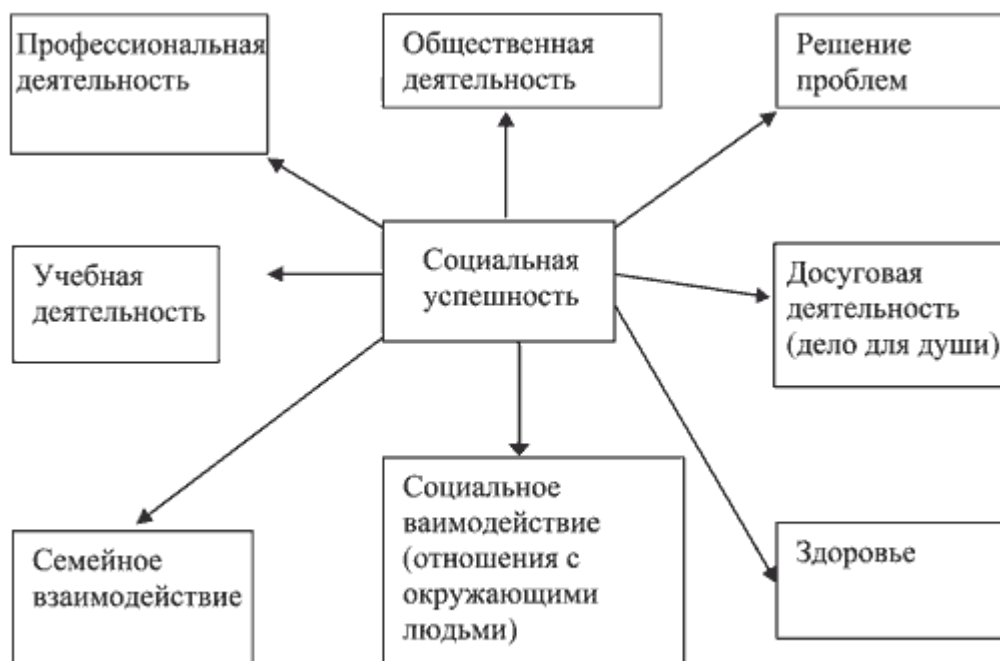 Профессиональная
деятельность
Общественная
деятельность
Решение
проблем
Учебная
деятельность
Социальная
успешность
Досуговая
деятельность
(дело для души)
Семейное
взаимодействие
Социальное
ваимодействие
(отношения с
окружающими
людьми)
Здоровье